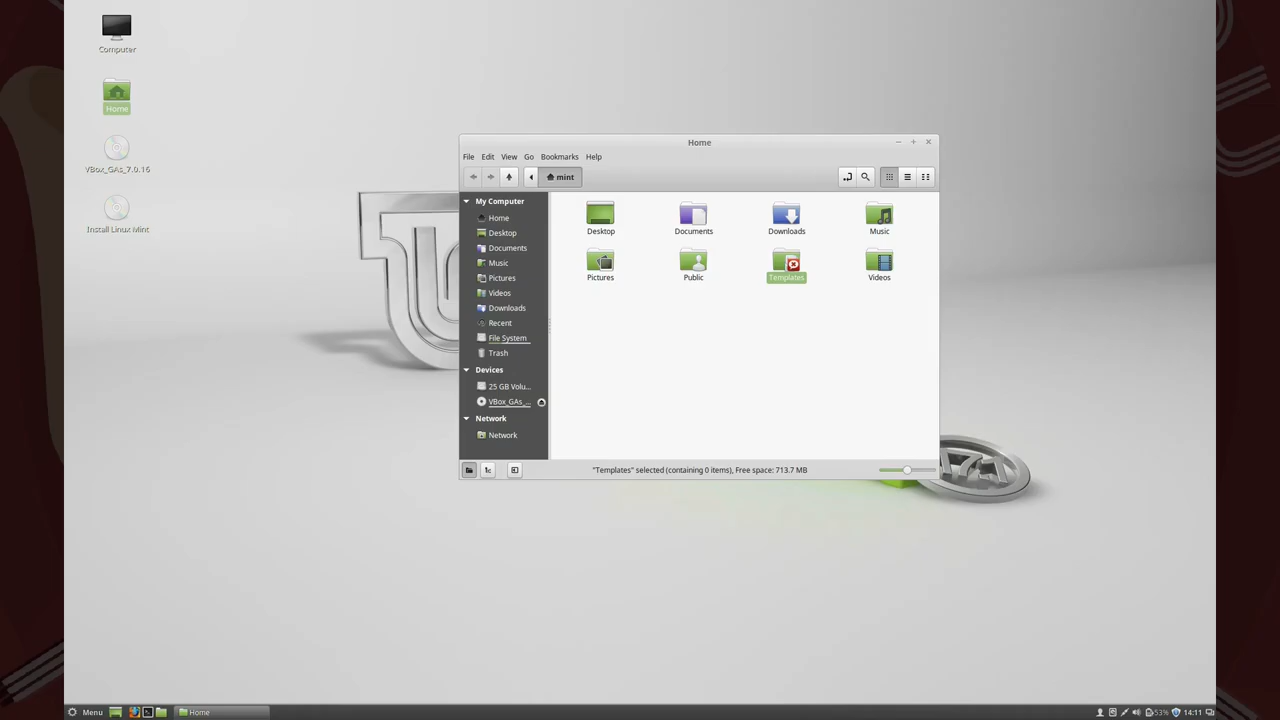 Computer
Home
VBox_GAs_7.0.16
Install Linux Mint
Home
File Edit View Go Bookmarks Help
mint
My Computer
Home
Desktop
Documents
Music
Pictures
Videos
Downloads
Recent
File System
Trash
Devices
25 GB Volu...
VBox_GAs_...
Network
Network
Desktop Documents Downloads Music
Pictures Public Templates Videos
"Templates" selected (containing 0 items), Free space: 713.7 MB
17.1
Menu Home 53% 14:11